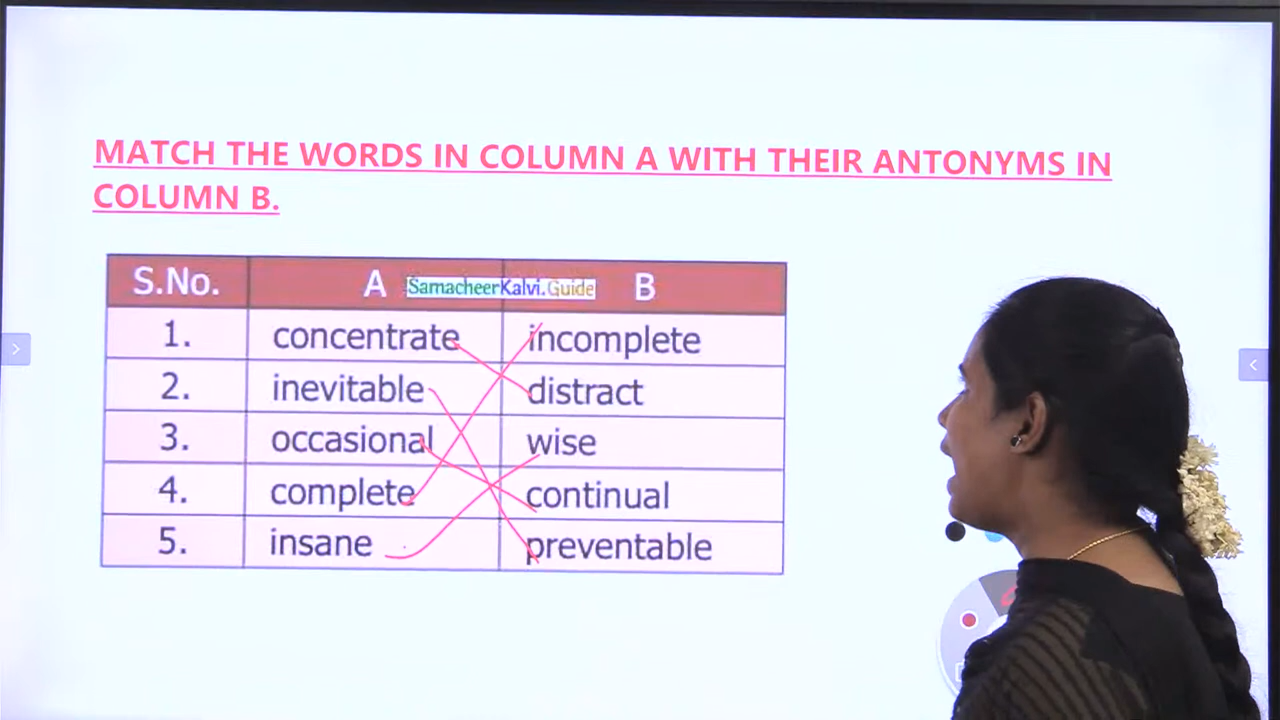 MATCH THE WORDS IN COLUMN A WITH THEIR ANTONYMS IN
COLUMN B.
S.No. A SamacheerKalvi.Guide B
1. concentrate incomplete
2. inevitable distract
3. occasional wise
4. complete continual
5. insane preventable